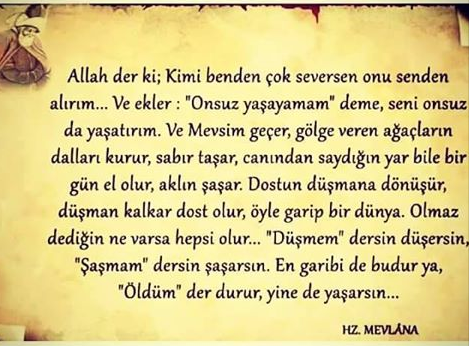 Allah der ki; Kimi benden çok seversen onu senden
alırım... Ve ekler : "Onsuz yaşayamam" deme, seni onsuz
da yaşatırım. Ve Mevsim geçer, gölge veren ağaçların
dalları kurur, sabır taşar, canından saydığın yar bile bir
gün el olur, aklın şaşar. Dostun düşmana dönüşür,
düşman kalkar dost olur, öyle garip bir dünya. Olmaz
dediğin ne varsa hepsi olur... "Düşmem" dersin düşersin,
"Şaşmam" dersin şaşarsın. En garibi de budur ya,
"Öldüm" der durur, yine de yaşarsın...
HZ. MEVLÂNA